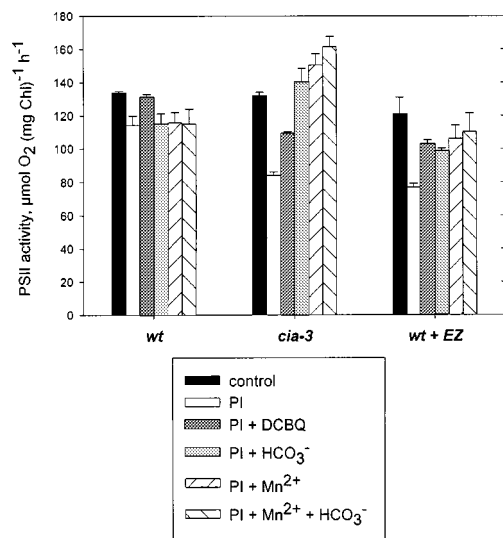 PSII activity, μmol O2 (mg Chl)-1 h-1
180
160
140
120
100
80
60
40
20
0
wt cia-3 wt + EZ
control
PI
PI + DCBQ
PI + HCO3-
PI + Mn2+
PI + Mn2+ + HCO3-